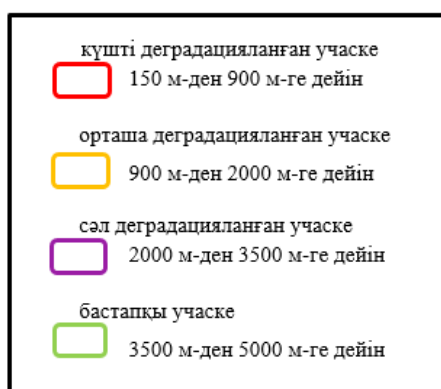 күшті деградацияланған учаске
150 м-ден 900 м-ге дейін
орташа деградацияланған учаске
900 м-ден 2000 м-ге дейін
сәл деградацияланған учаске
2000 м-ден 3500 м-ге дейін
бастапқы учаске
3500 м-ден 5000 м-ге дейін